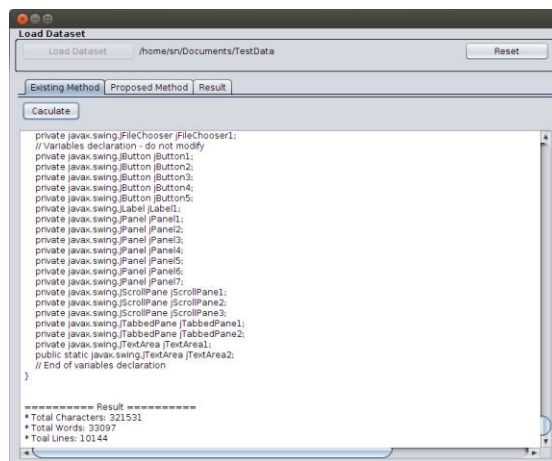 Load Dataset
Load Dataset /home/sn/Documents/TestData Reset
Existing Method Proposed Method Result
Caculate
private javax.swing.JFileChooser jFileChooser1;
// Variables declaration - do not modify
private javax.swing.JButton jButton1;
private javax.swing.JButton jButton2;
private javax.swing.JButton jButton3;
private javax.swing.JButton jButton4;
private javax.swing.JButton jButton5;
private javax.swing.JLabel jLabel1;
private javax.swing.JPanel jPanel1;
private javax.swing.JPanel jPanel2;
private javax.swing.JPanel jPanel3;
private javax.swing.JPanel jPanel4;
private javax.swing.JPanel jPanel5;
private javax.swing.JPanel jPanel6;
private javax.swing.JPanel jPanel7;
private javax.swing.JScrollPane jScrollPane1;
private javax.swing.JScrollPane jScrollPane2;
private javax.swing.JScrollPane jScrollPane3;
private javax.swing.JTabbedPane jTabbedPane1;
private javax.swing.JTabbedPane jTabbedPane2;
private javax.swing.JTextArea jTextArea1;
public static javax.swing.JTextArea jTextArea2;
// End of variables declaration
}
========== Result ==========
* Total Characters: 321531
* Total Words: 33097
* Toal Lines: 10144